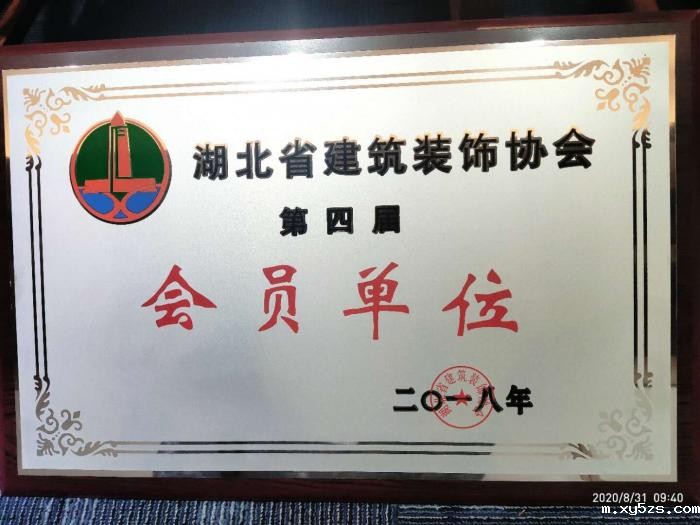 湖北省建筑装饰协会
第四届
会员单位
二〇一八年
2020/8/31 09:40
m.xy5zs.com